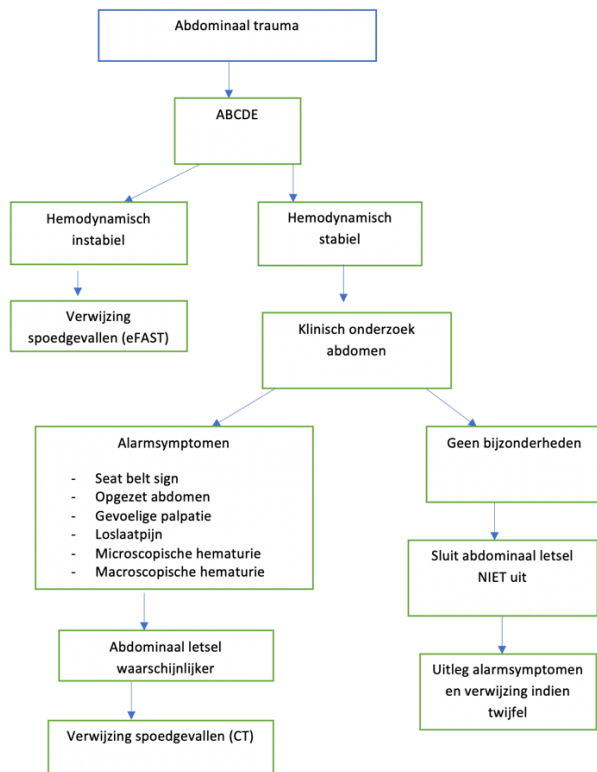 Abdominaal trauma
ABCDE
Hemodynamisch
instabiel
Hemodynamisch
stabiel
Verwijzing
spoedgevallen (eFAST)
Klinisch onderzoek
abdomen
Alarmsymptomen
- Seat belt sign
- Opgezet abdomen
- Gevoelige palpatie
- Loslaatpijn
- Microscopische hematurie
- Macroscopische hematurie
Geen bijzonderheden
Sluit abdominaal letsel
NIET uit
Abdominaal letsel
waarschijnlijker
Uitleg alarmsymptomen
en verwijzing indien
twijfel
Verwijzing spoedgevallen (CT)